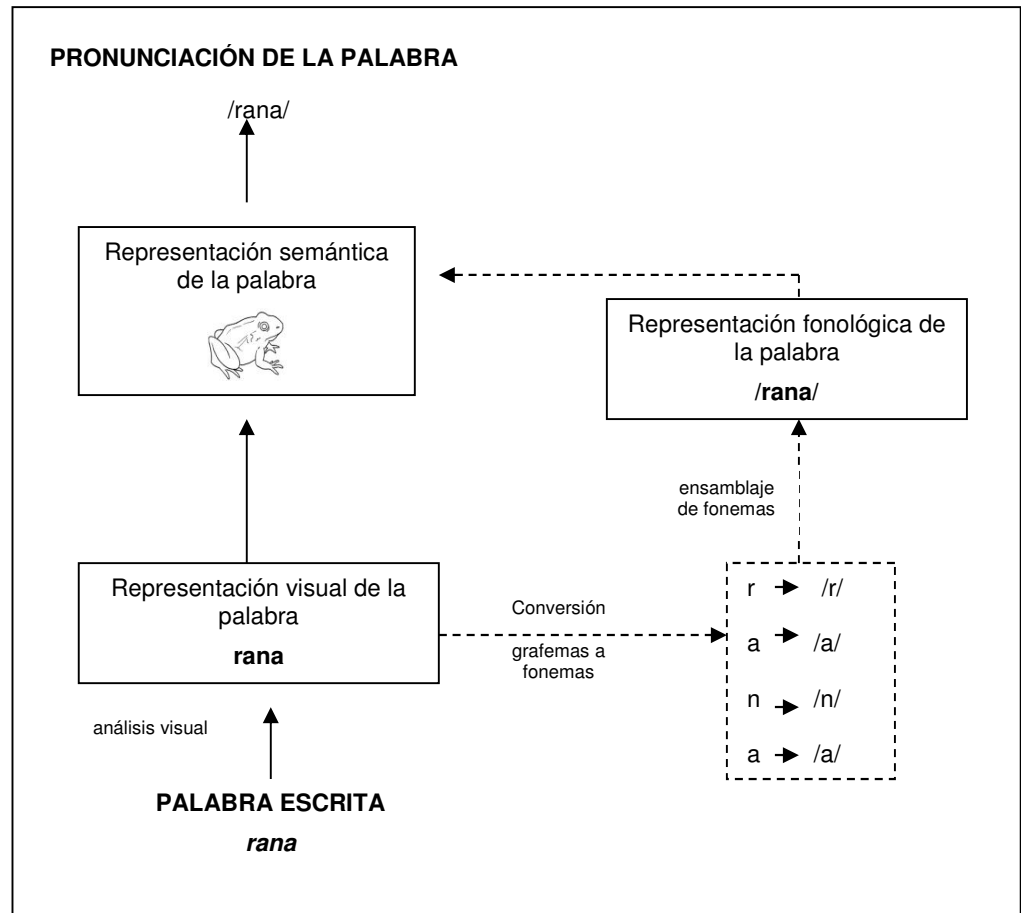 PRONUNCIACIÓN DE LA PALABRA
/rana/
Representación semántica
de la palabra
Representación fonológica de
la palabra
/rana/
ensamblaje
de fonemas
Representación visual de la
palabra
rana
Conversión
grafemas a
fonemas
r /r/
a /a/
n /n/
a /a/
análisis visual
PALABRA ESCRITA
rana